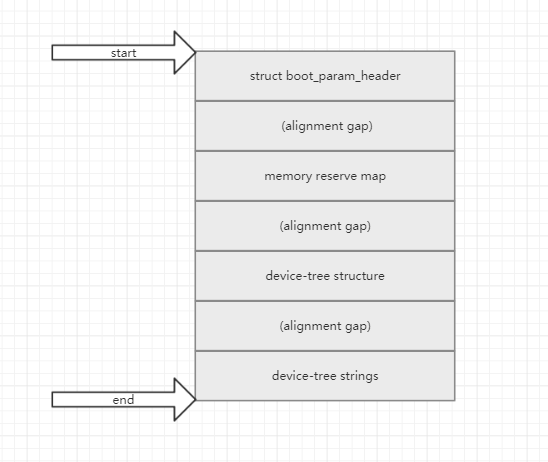 start
struct boot_param_header
(alignment gap)
memory reserve map
(alignment gap)
device-tree structure
(alignment gap)
device-tree strings
end